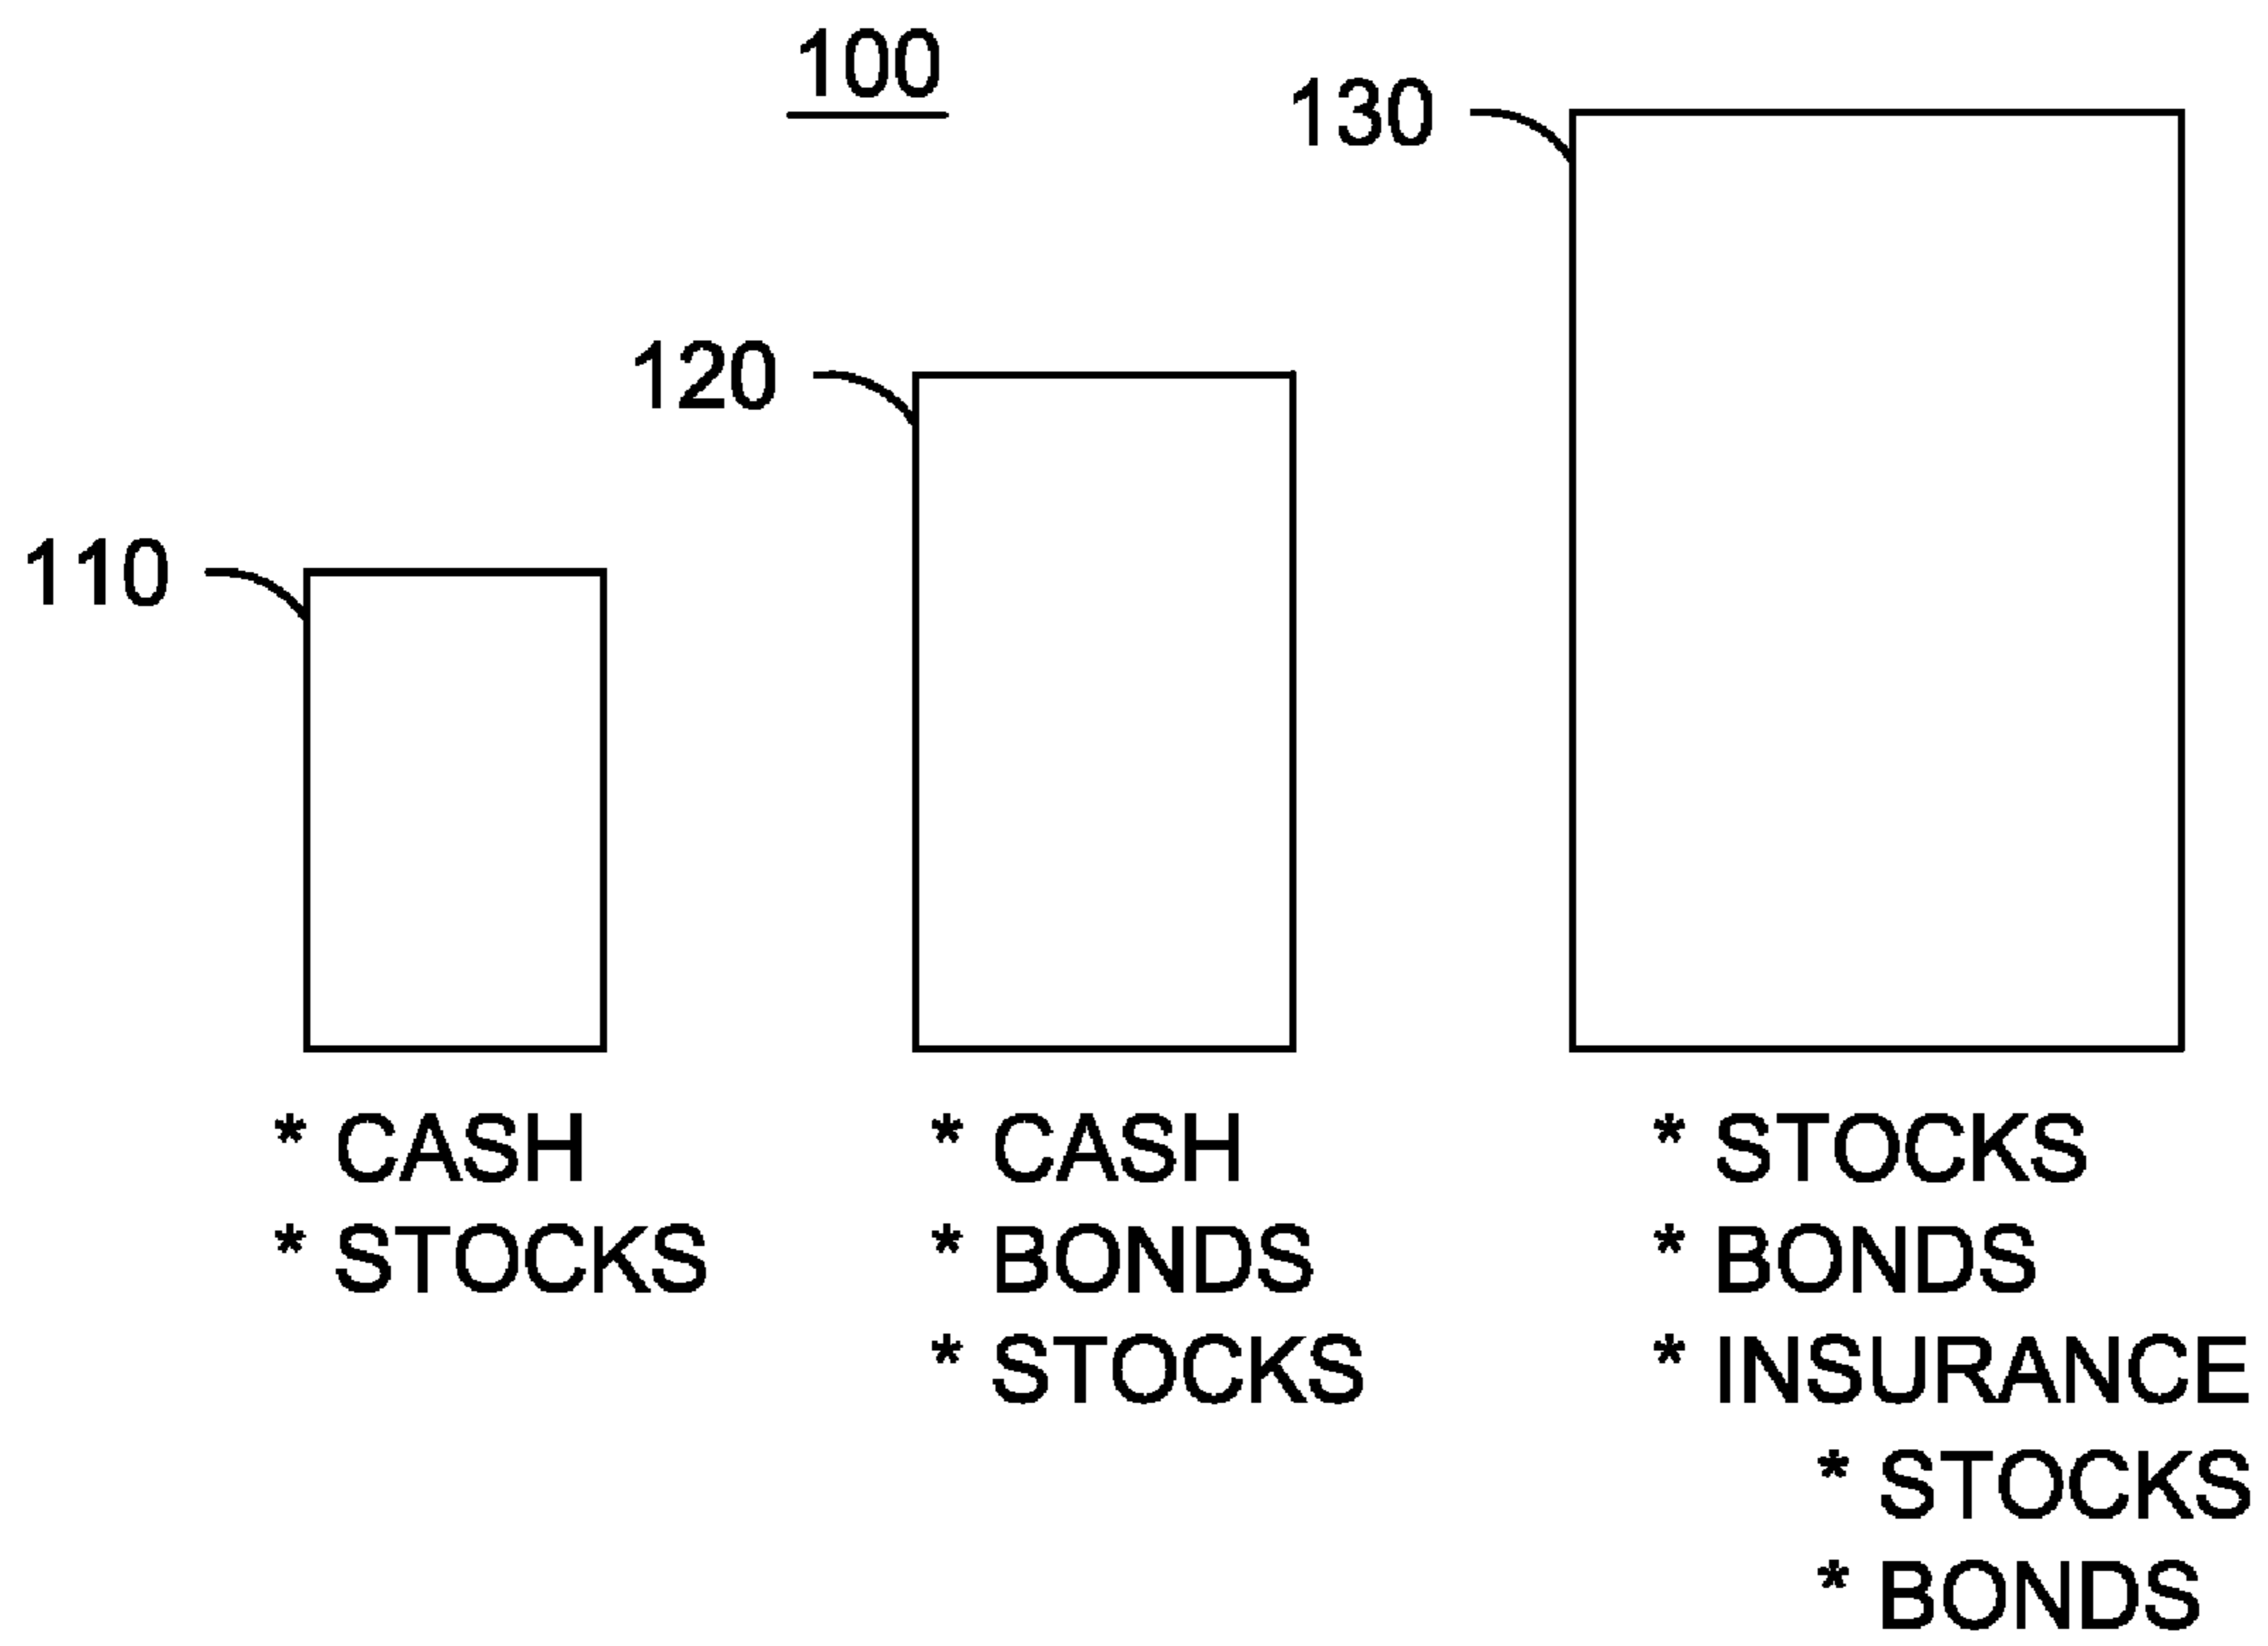 100
130
120
110
* CASH
* STOCKS
* CASH
* BONDS
* STOCKS
* STOCKS
* BONDS
* INSURANCE
* STOCKS
* BONDS